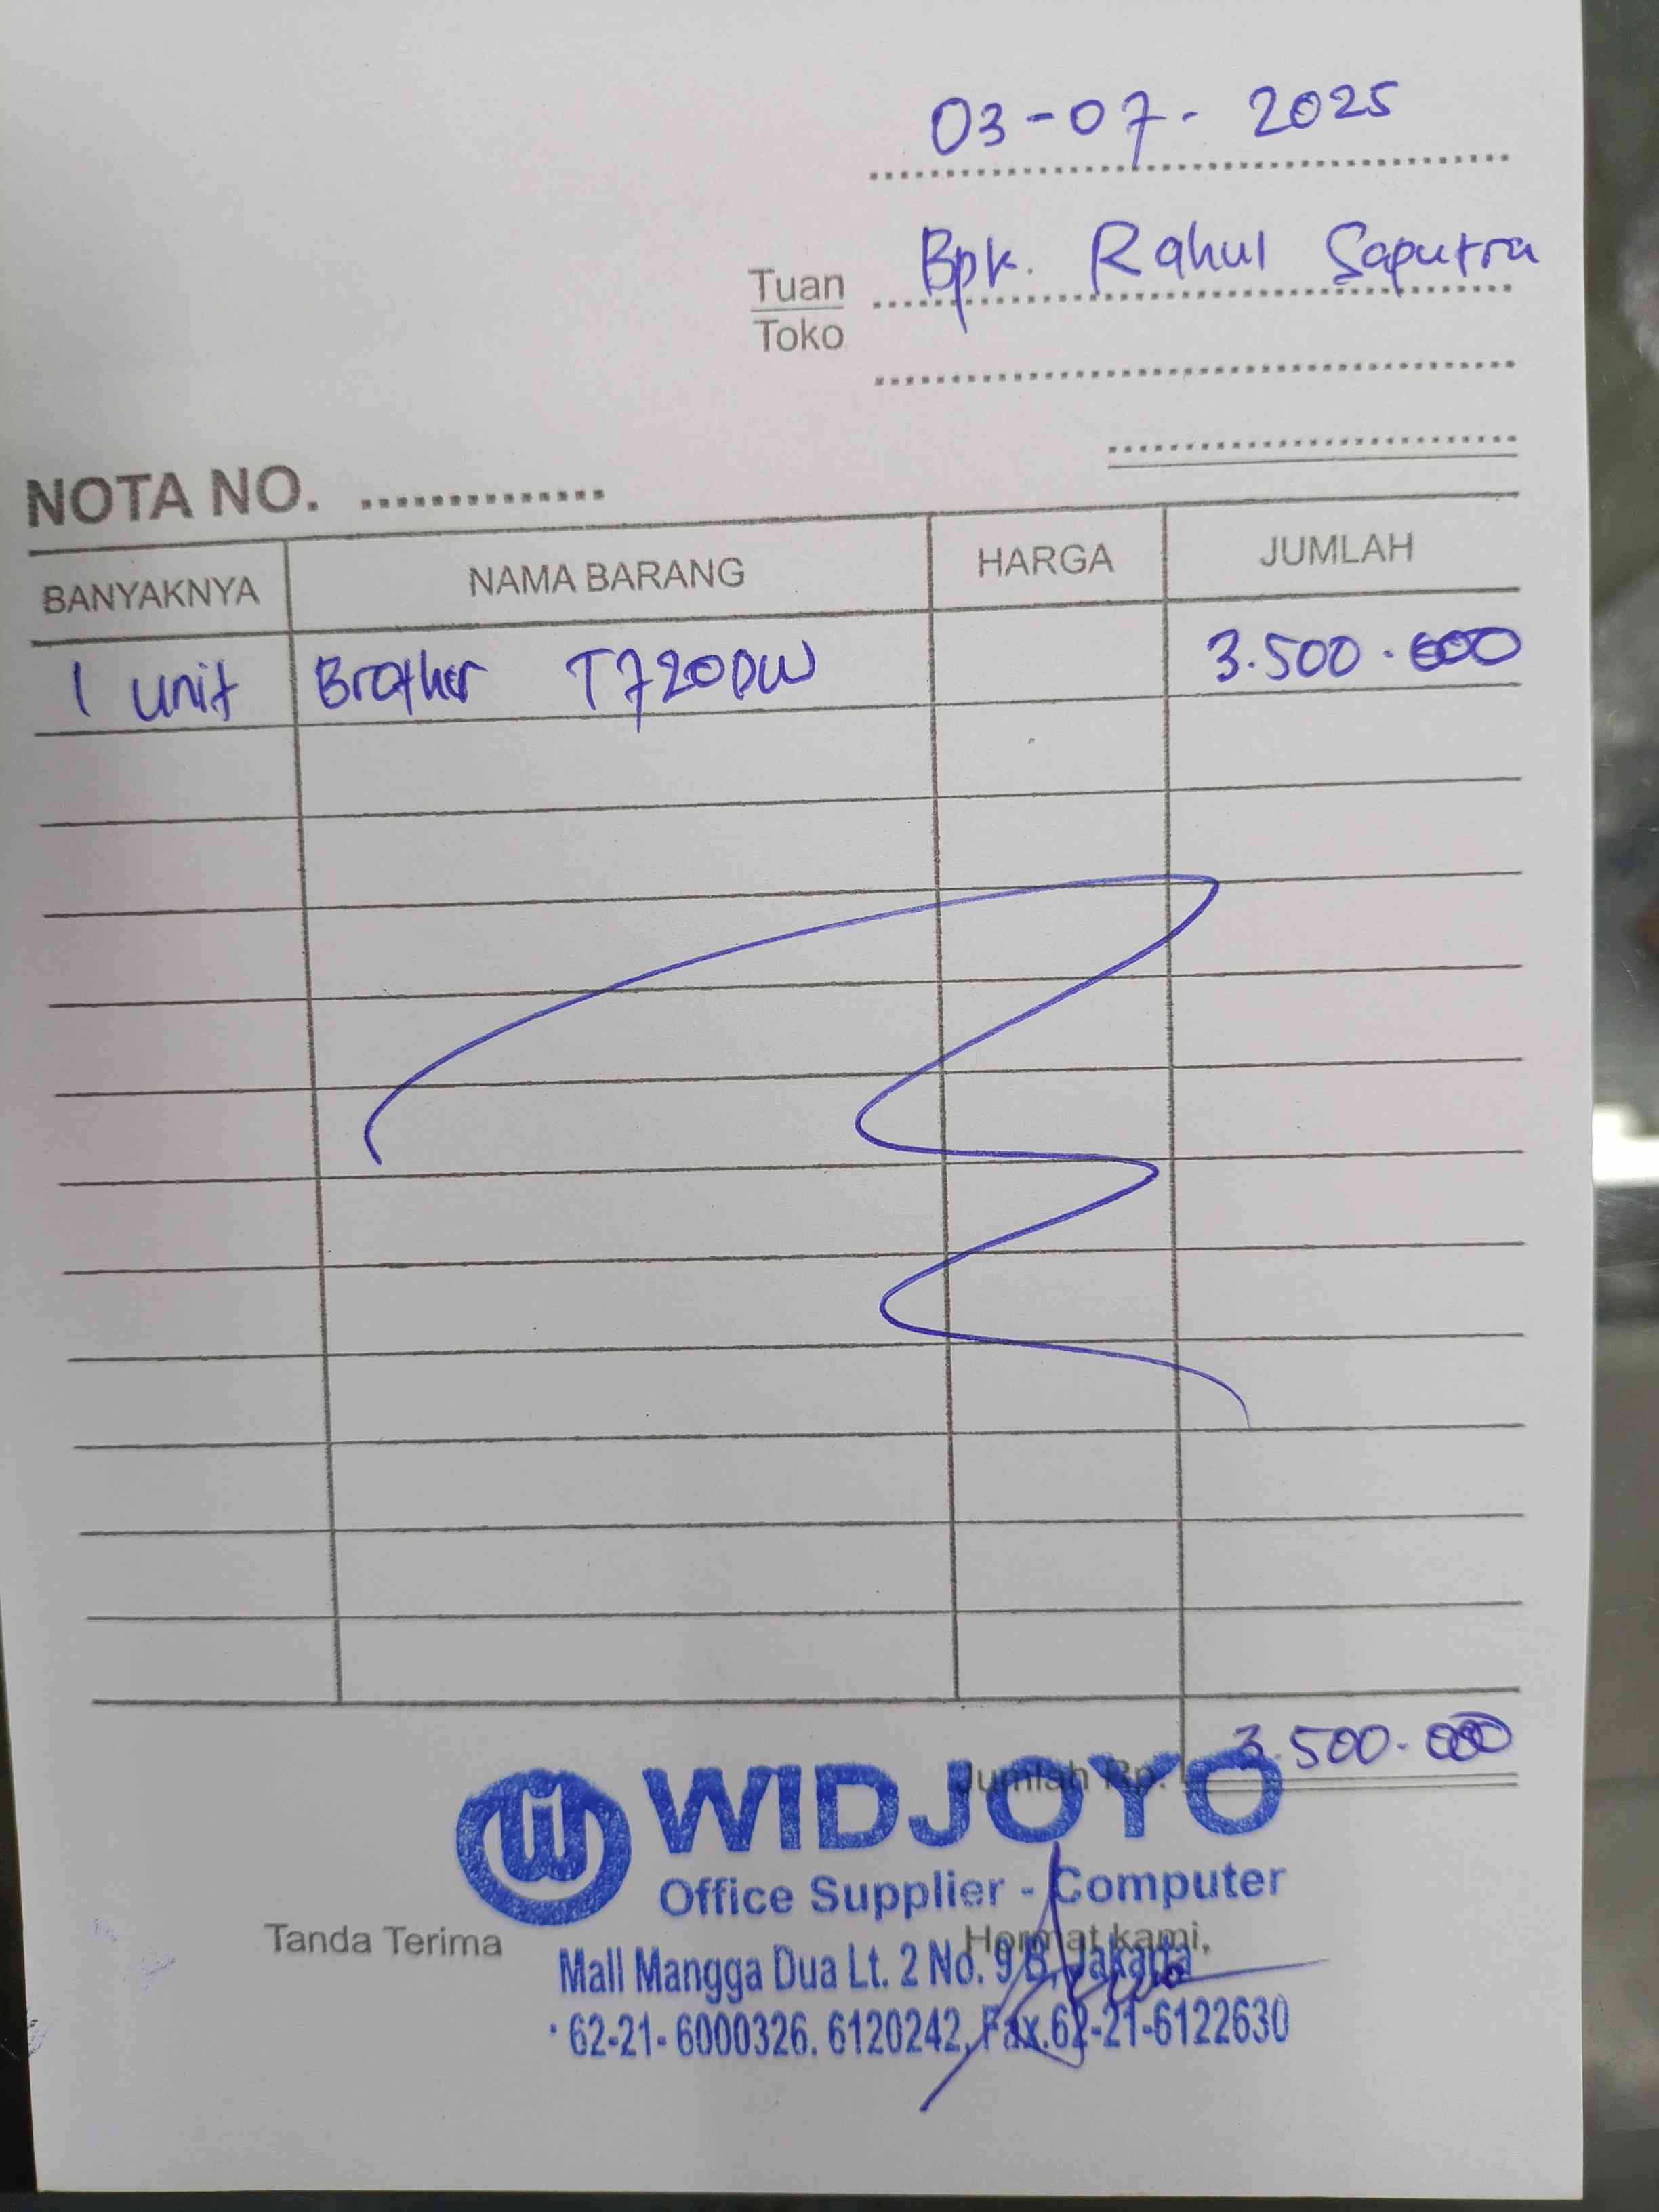 03-07-2025
Tuan Bpk. Rahul Saputra
Toko
NOTA NO. ..............
BANYAKNYA NAMA BARANG HARGA JUMLAH
1 unit Brother T720DW 3.500.000
Jumlah Rp. 3.500.000
WIDJOYO
Office Supplier - Computer
Tanda Terima Hormat kami,
Mall Mangga Dua Lt. 2 No. 9 B, Jakarta
62-21- 6000326. 6120242, Fax.62-21-6122630